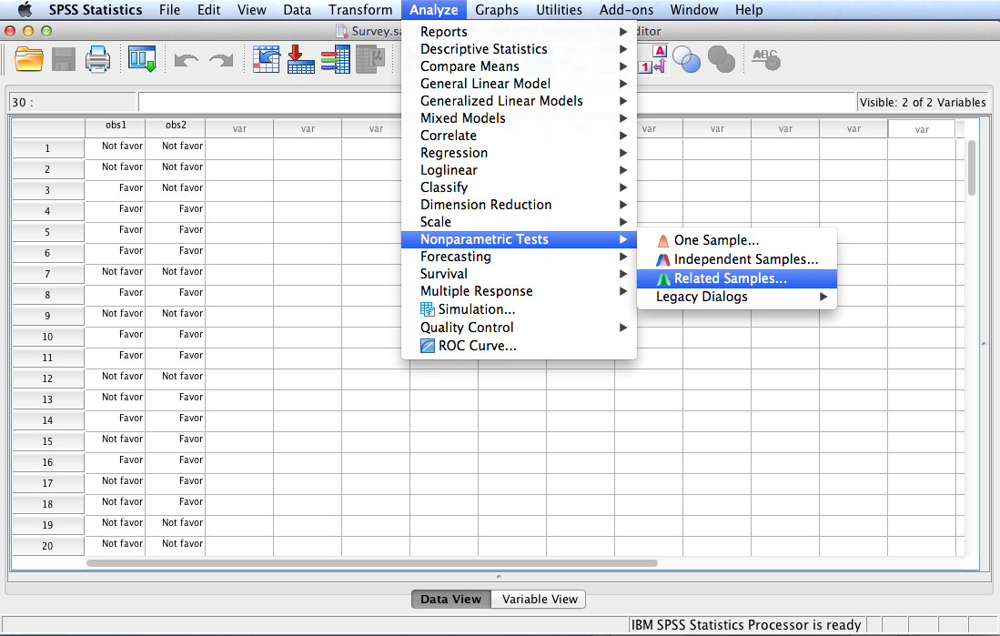 SPSS Statistics File Edit View Data Transform Analyze Graphs Utilities Add-ons Window Help
Survey.sa ditor
Reports
Descriptive Statistics
Compare Means
General Linear Model
Generalized Linear Models
Mixed Models
Correlate
Regression
Loglinear
Classify
Dimension Reduction
Scale
Nonparametric Tests
Forecasting
Survival
Multiple Response
Simulation...
Quality Control
ROC Curve...
One Sample...
Independent Samples...
Related Samples...
Legacy Dialogs
A
1
ABC
30 :
Visible: 2 of 2 Variables
obs1 obs2 var var var var var var var var
1 Not favor Not favor
2 Not favor Not favor
3 Favor Not favor
4 Favor Favor
5 Favor Favor
6 Favor Favor
7 Not favor Not favor
8 Favor Favor
9 Not favor Not favor
10 Favor Favor
11 Favor Favor
12 Not favor Not favor
13 Not favor Favor
14 Favor Favor
15 Not favor Favor
16 Favor Favor
17 Not favor Favor
18 Not favor Favor
19 Not favor Not favor
20 Not favor Not favor
Data View Variable View
IBM SPSS Statistics Processor is ready